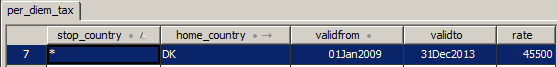 per_diem_tax
stop_country home_country validfrom validto rate
7 * DK 01Jan2009 31Dec2013 45500